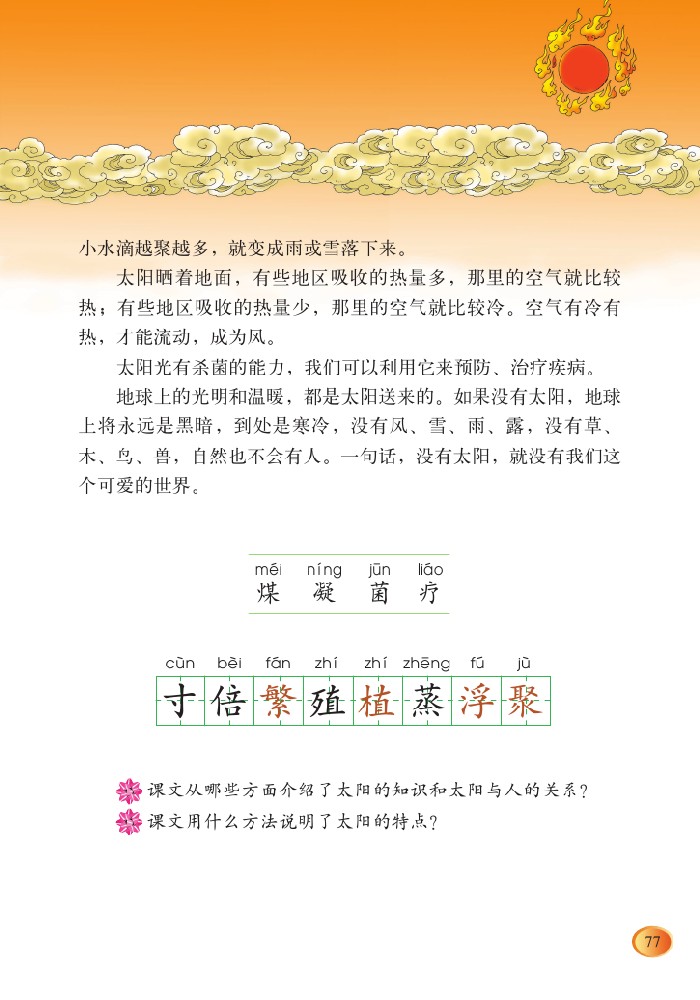 小水滴越聚越多，就变成雨或雪落下来。
太阳晒着地面，有些地区吸收的热量多，那里的空气就比较
热；有些地区吸收的热量少，那里的空气就比较冷。空气有冷有
热，才能流动，成为风。
太阳光有杀菌的能力，我们可以利用它来预防、治疗疾病。
地球上的光明和温暖，都是太阳送来的。如果没有太阳，地球
上将永远是黑暗，到处是寒冷，没有风、雪、雨、露，没有草、
木、鸟、兽，自然也不会有人。一句话，没有太阳，就没有我们这
个可爱的世界。
méi níng jūn liáo
煤 凝 菌 疗
cùn bèi fán zhí zhí zhēng fú jù
寸 倍 繁 殖 植 蒸 浮 聚
课文从哪些方面介绍了太阳的知识和太阳与人的关系？
课文用什么方法说明了太阳的特点？
77